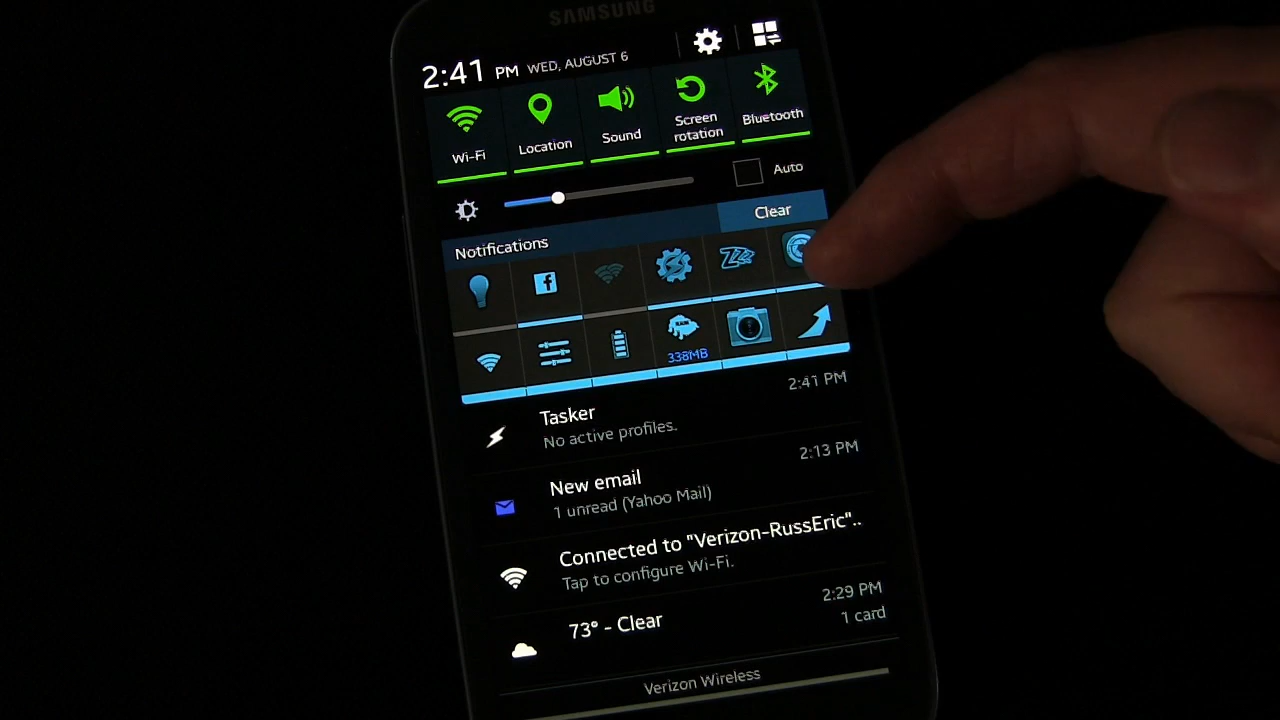 SAMSUNG
2:41 PM WED, AUGUST 6
Wi-Fi
Location
Sound
Screen
rotation
Bluetooth
Auto
Notifications
Clear
338MB
2:41 PM
Tasker
No active profiles.
2:13 PM
New email
1 unread (Yahoo Mail)
Connected to "Verizon-RussEric"..
Tap to configure Wi-Fi.
2:29 PM
73° - Clear
1 card
Verizon Wireless